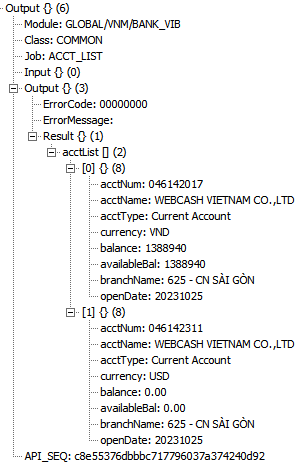 Output {} (6)
Module: GLOBAL/VNM/BANK_VIB
Class: COMMON
Job: ACCT_LIST
Input {} (0)
Output {} (3)
ErrorCode: 00000000
ErrorMessage:
Result {} (1)
acctList [] (2)
[0] {} (8)
acctNum: 046142017
acctName: WEBCASH VIETNAM CO.,LTD
acctType: Current Account
currency: VND
balance: 1388940
availableBal: 1388940
branchName: 625 - CN SÀI GÒN
openDate: 20231025
[1] {} (8)
acctNum: 046142311
acctName: WEBCASH VIETNAM CO.,LTD
acctType: Current Account
currency: USD
balance: 0.00
availableBal: 0.00
branchName: 625 - CN SÀI GÒN
openDate: 20231025
API_SEQ: c8e55376dbbbc717796037a374240d92